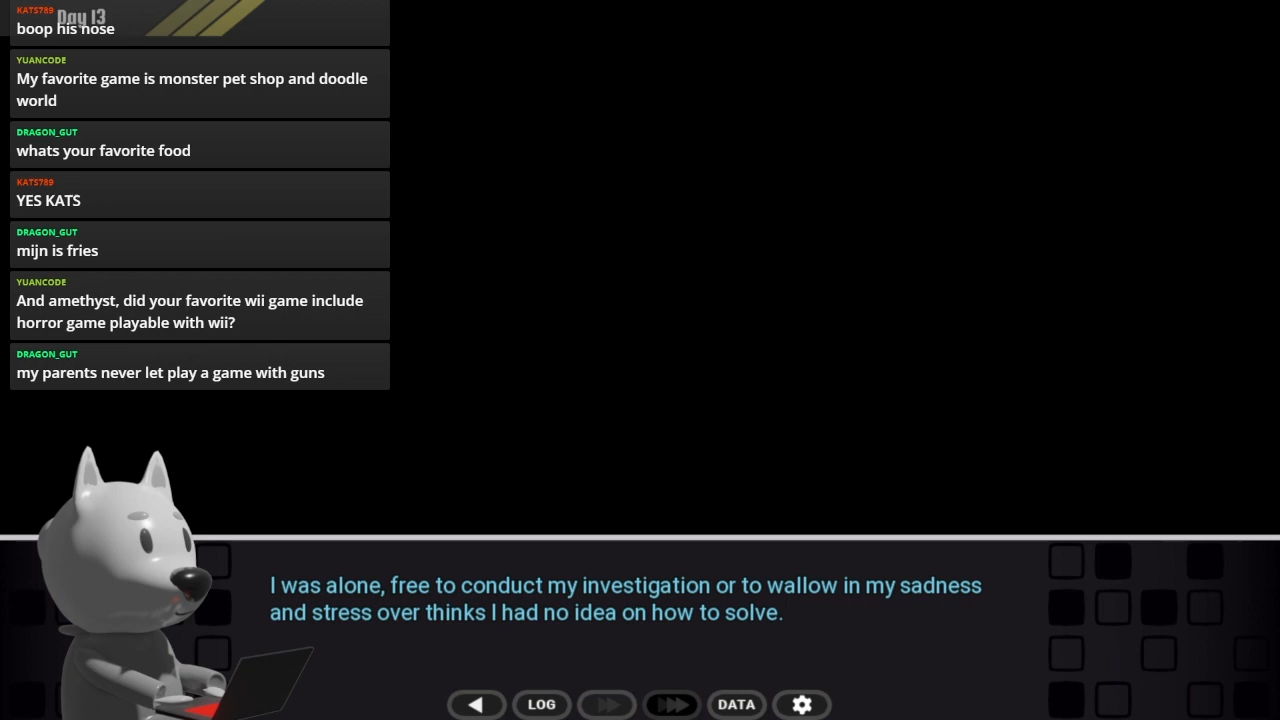 Day 13
KATS789
boop his nose
YUANCODE
My favorite game is monster pet shop and doodle
world
DRAGON_GUT
whats your favorite food
KATS789
YES KATS
DRAGON_GUT
mijn is fries
YUANCODE
And amethyst, did your favorite wii game include
horror game playable with wii?
DRAGON_GUT
my parents never let play a game with guns
I was alone, free to conduct my investigation or to wallow in my sadness
and stress over thinks I had no idea on how to solve.
LOG
DATA